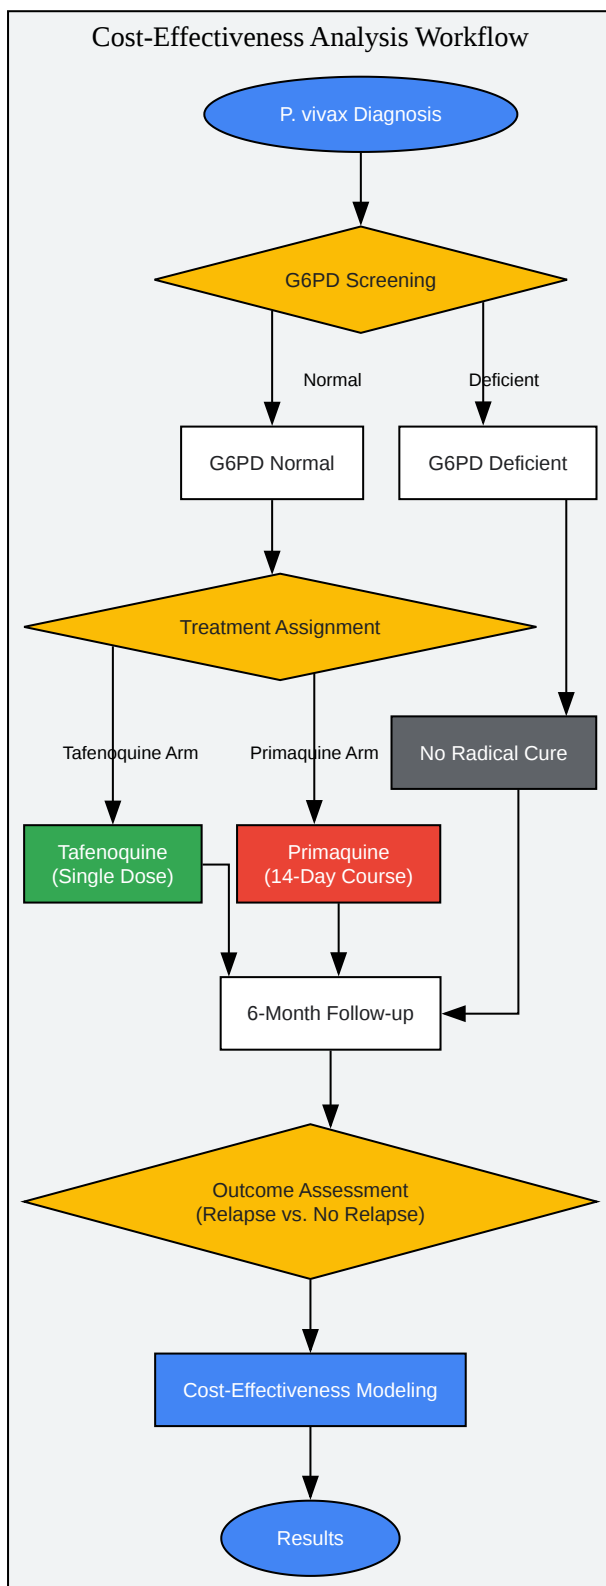 Cost-Effectiveness Analysis Workflow
P. vivax Diagnosis
G6PD Screening
Normal
Deficient
G6PD Normal
G6PD Deficient
Treatment Assignment
Tafenoquine Arm
Primaquine Arm
No Radical Cure
Tafenoquine
(Single Dose)
Primaquine
(14-Day Course)
6-Month Follow-up
Outcome Assessment
(Relapse vs. No Relapse)
Cost-Effectiveness Modeling
Results